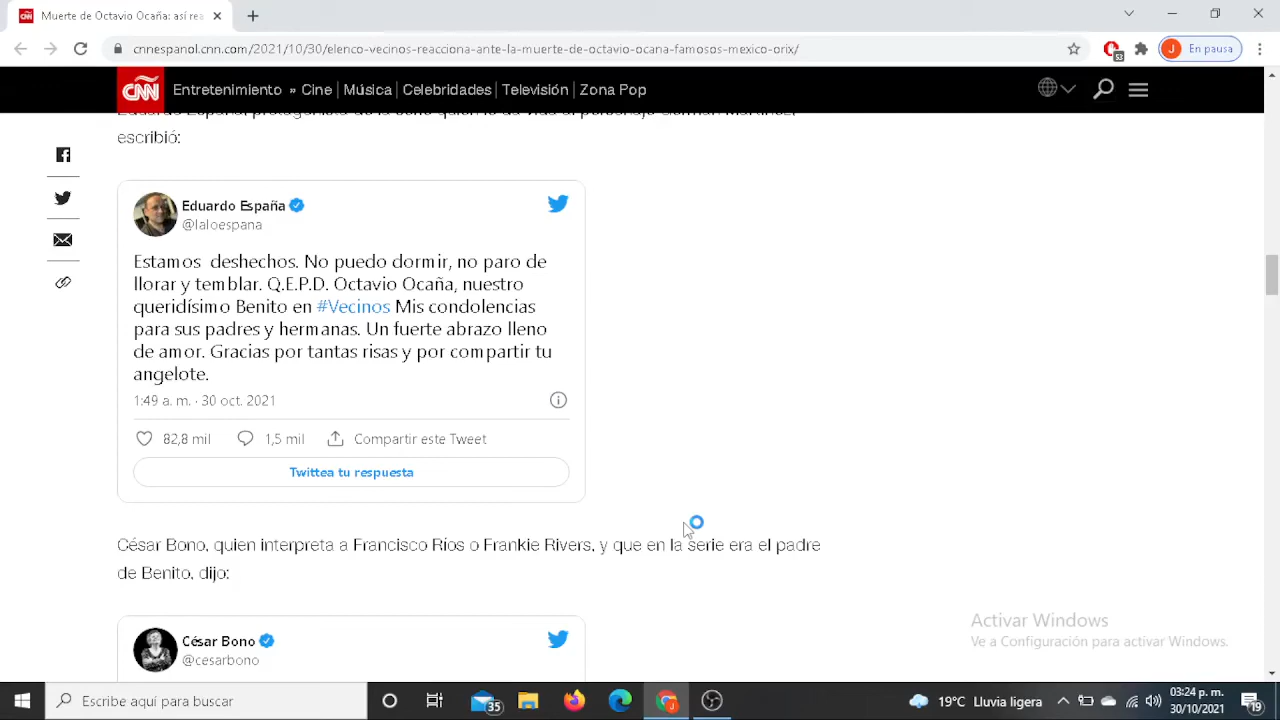 Muerte de Octavio Ocaña: así rea
cnnespanol.cnn.com/2021/10/30/elenco-vecinos-reacciona-ante-la-muerte-de-octavio-ocana-famosos-mexico-orix/
53
J En pausa
CNN Entretenimiento » Cine Música Celebridades Televisión Zona Pop
escribió:
Eduardo España
@laloespana
Estamos deshechos. No puedo dormir, no paro de
llorar y temblar. Q.E.P.D. Octavio Ocaña, nuestro
queridísimo Benito en #Vecinos Mis condolencias
para sus padres y hermanas. Un fuerte abrazo lleno
de amor. Gracias por tantas risas y por compartir tu
angelote.
1:49 a. m. · 30 oct. 2021
82,8 mil 1,5 mil Compartir este Tweet
Twittea tu respuesta
César Bono, quien interpreta a Francisco Ríos o Frankie Rivers, y que en la serie era el padre
de Benito, dijo:
César Bono
@cesarbono
Activar Windows
Ve a Configuración para activar Windows.
Escribe aquí para buscar
35
19°C Lluvia ligera
03:24 p. m.
30/10/2021
19